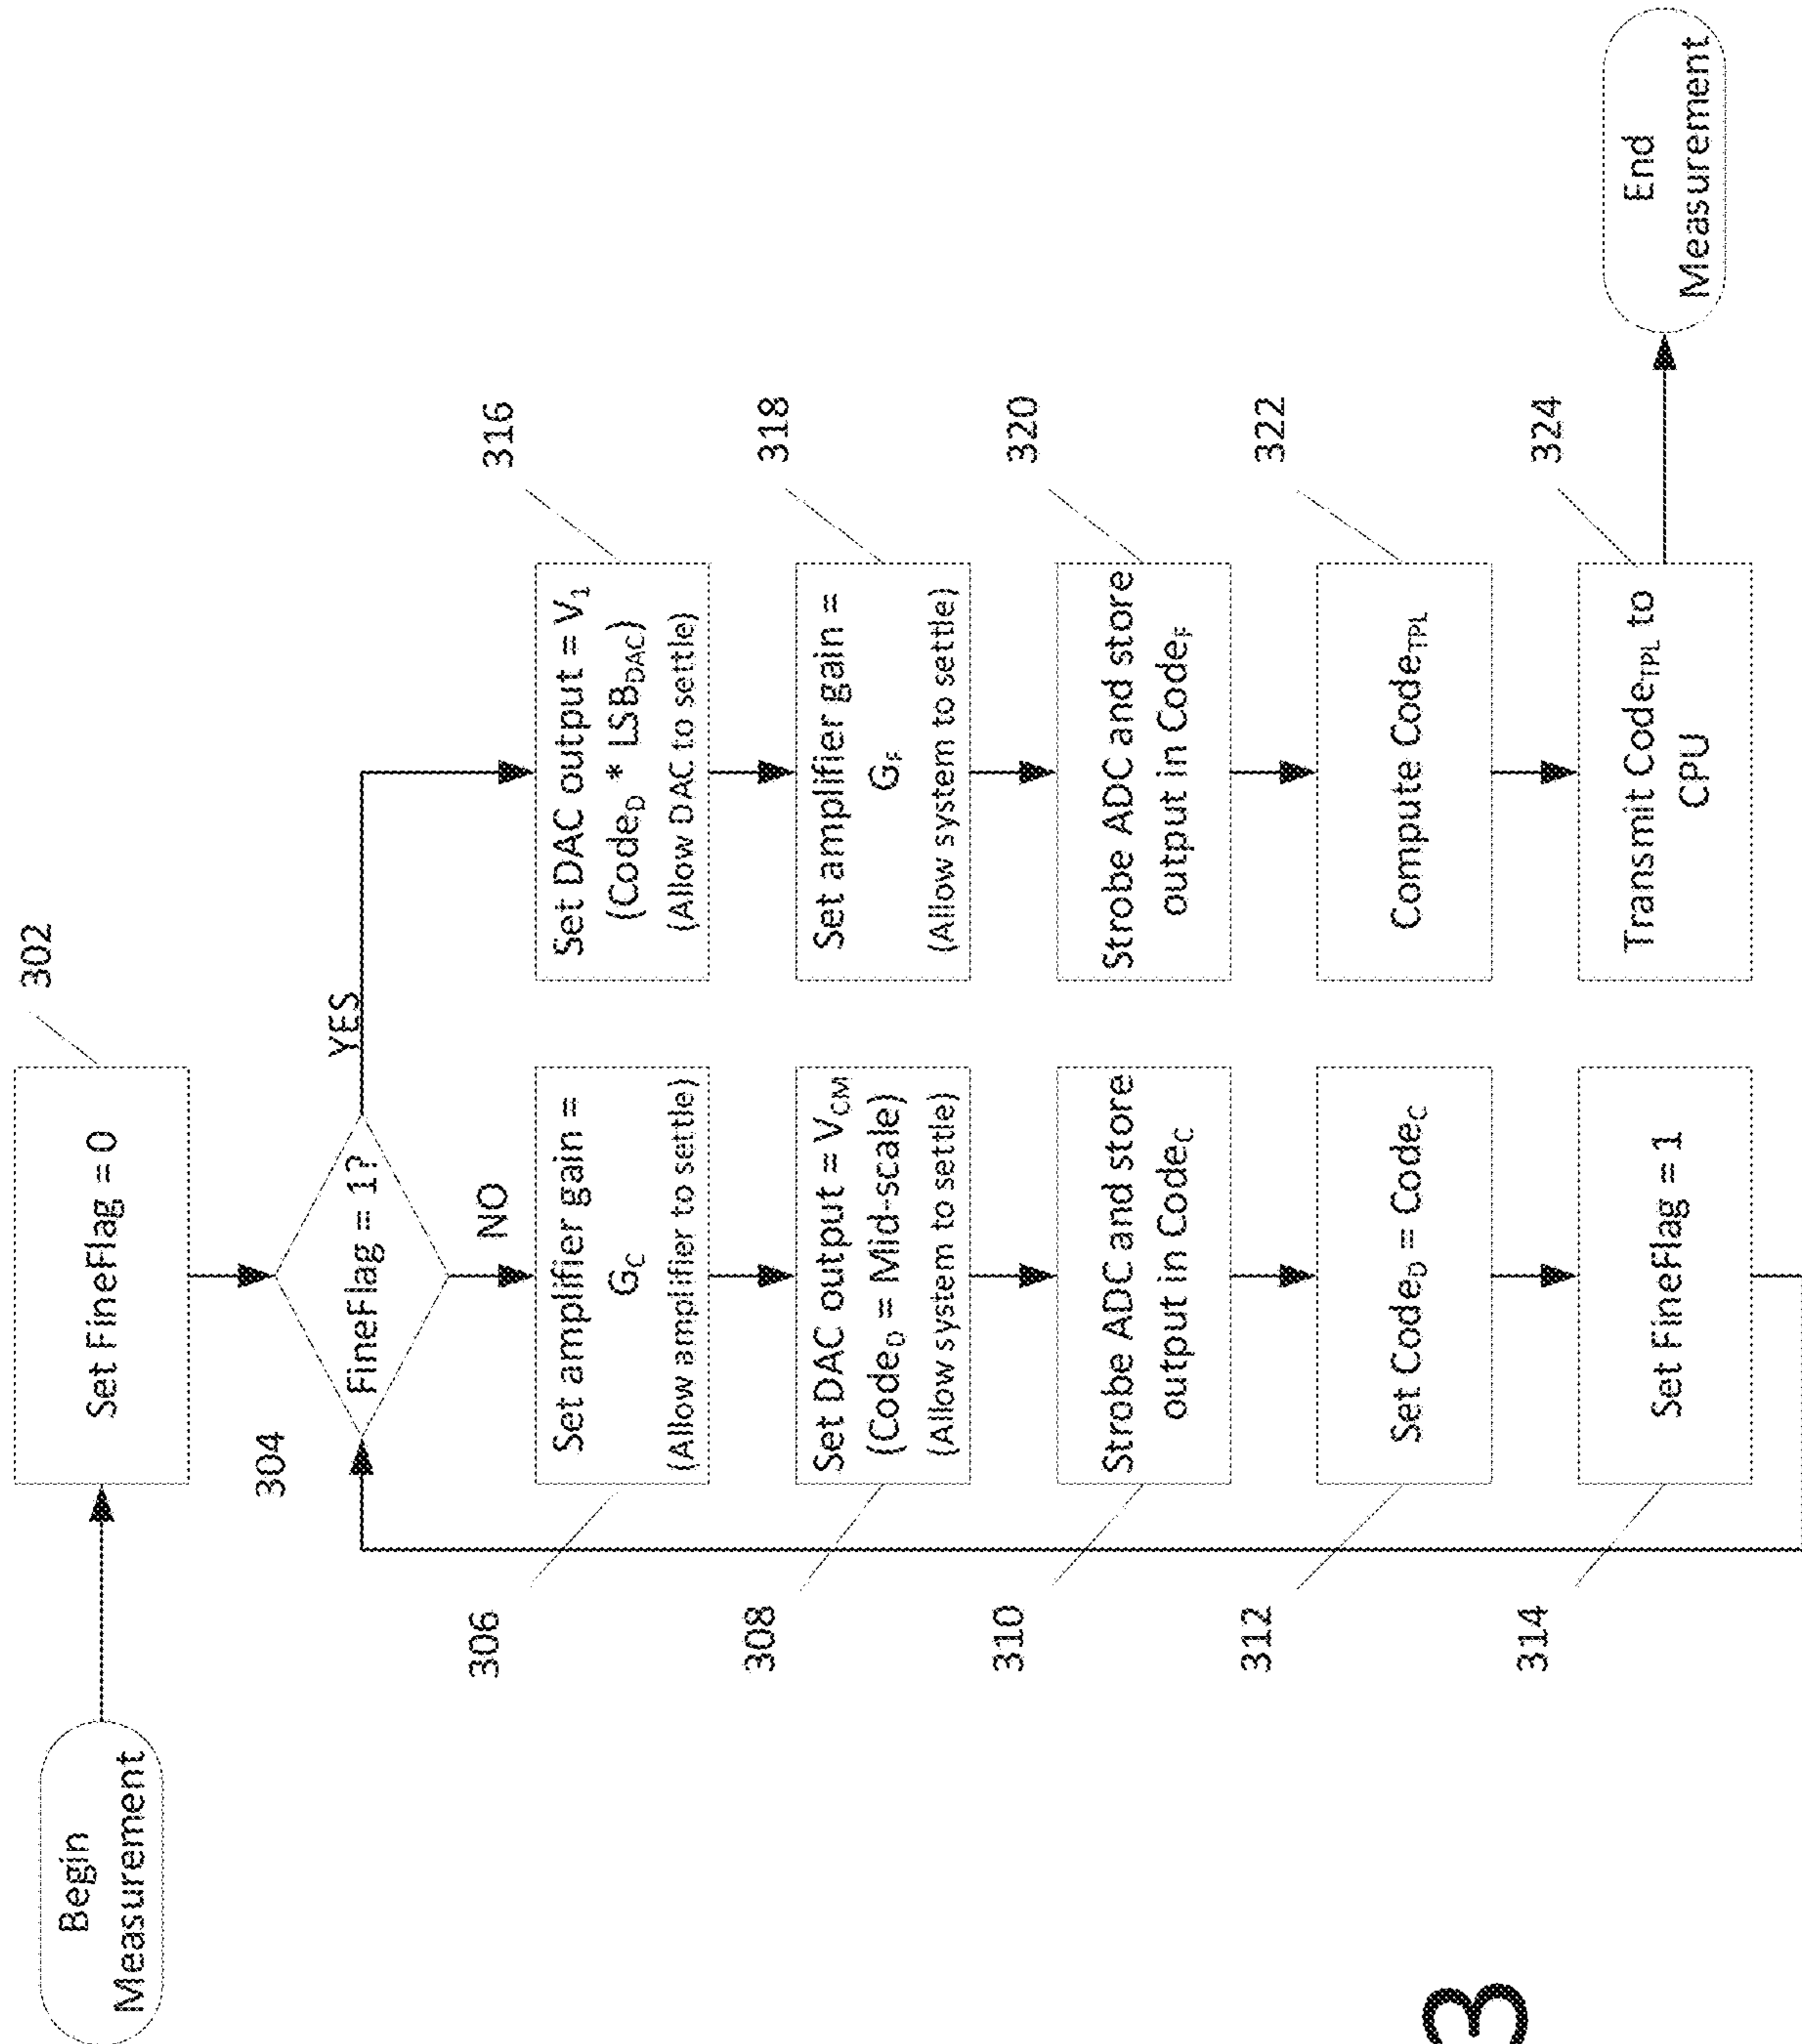 Begin
Measurement
302
Set FineFlag = 0
304
FineFlag = 1?
YES
NO
306
Set amplifier gain =
G_C
(Allow amplifier to settle)
308
Set DAC output = V_CM
(Code_D = Mid-scale)
(Allow system to settle)
310
Strobe ADC and store
output in Code_C
312
Set Code_D = Code_C
314
Set FineFlag = 1
316
Set DAC output = V_1
(Code_D * LSB_DAC)
(Allow DAC to settle)
318
Set amplifier gain =
G_F
(Allow system to settle)
320
Strobe ADC and store
output in Code_F
322
Compute Code_TPL
324
Transmit Code_TPL to
CPU
End
Measurement
3